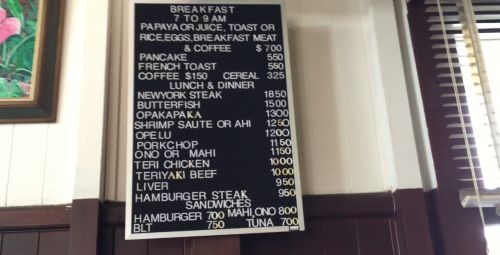 BREAKFAST
7 TO 9 AM
PAPAYA OR JUICE, TOAST OR
RICE, EGGS, BREAKFAST MEAT
& COFFEE $700
PANCAKE 550
FRENCH TOAST 550
COFFEE $150 CEREAL 325
LUNCH & DINNER
NEWYORK STEAK 1850
BUTTERFISH 1500
OPAKAPAKA 1300
SHRIMP SAUTE OR AHI 1250
OPELU 1200
PORKCHOP 1150
ONO OR MAHI 1150
TERI CHICKEN 1000
TERIYAKI BEEF 1000
LIVER 950
HAMBURGER STEAK 950
SANDWICHES
HAMBURGER 700 MAHI, ONO 800
BLT 750 TUNA 700